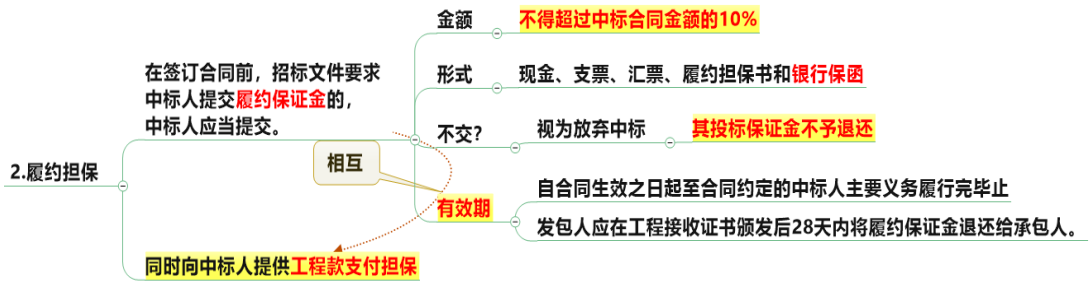 2.履约担保
在签订合同前，招标文件要求
中标人提交履约保证金的，
中标人应当提交。
金额
不得超过中标合同金额的10%
形式
现金、支票、汇票、履约担保书和银行保函
不交？
视为放弃中标
其投标保证金不予退还
相互
有效期
自合同生效之日起至合同约定的中标人主要义务履行完毕止
发包人应在工程接收证书颁发后28天内将履约保证金退还给承包人。
同时向中标人提供工程款支付担保